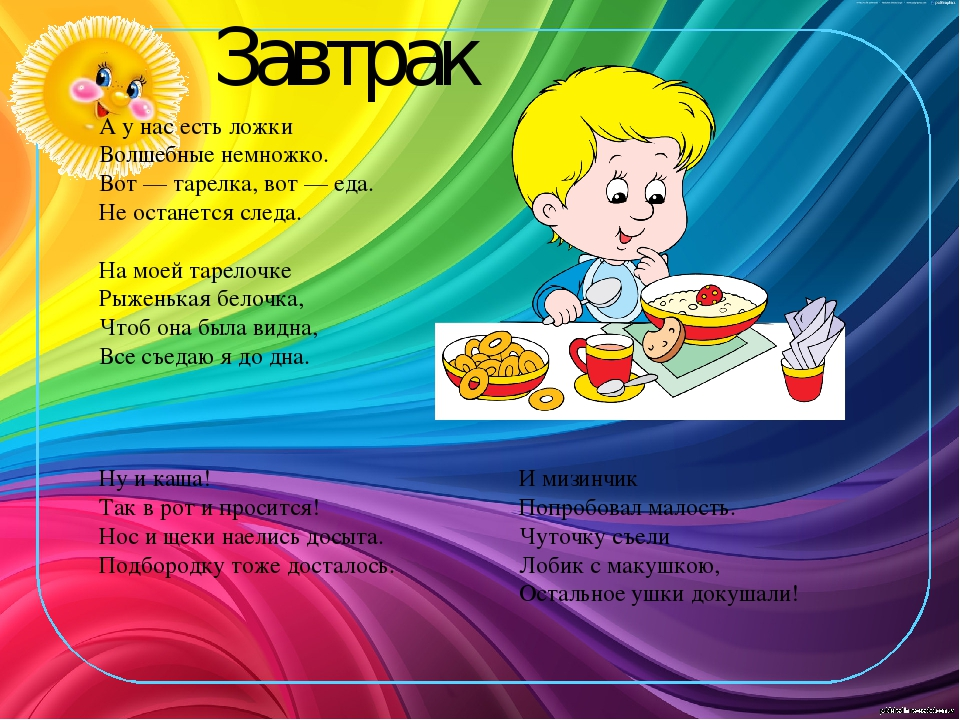 Завтрак
А у нас есть ложки
Волшебные немножко.
Вот — тарелка, вот — еда.
Не останется следа.
На моей тарелочке
Рыженькая белочка,
Чтоб она была видна,
Все съедаю я до дна.
Ну и каша!
Так в рот и просится!
Нос и щеки наелись досыта.
Подбородку тоже досталось.
И мизинчик
Попробовал малость.
Чуточку съели
Лобик с макушкою,
Остальное ушки докушали!